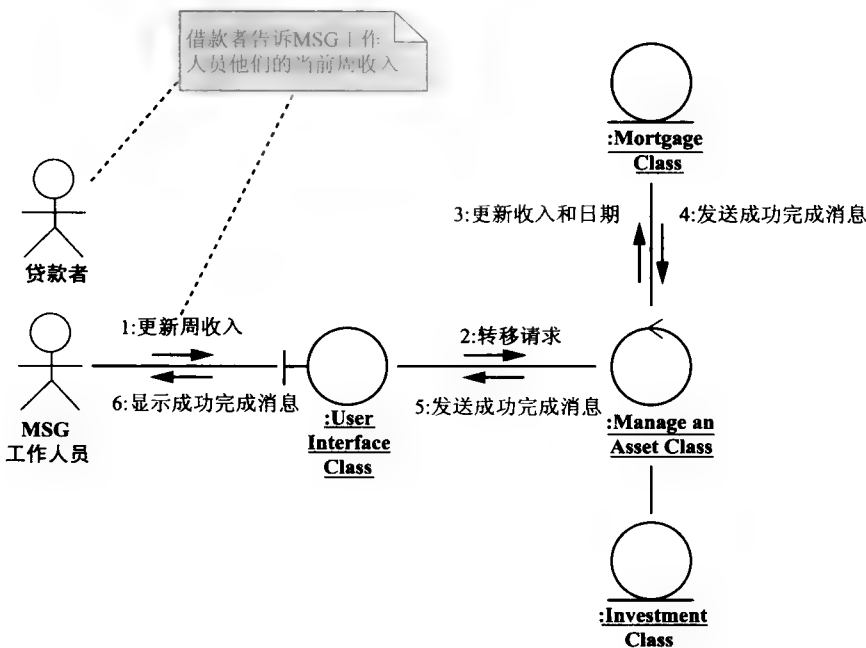 借款者告诉MSG工作
人员他们的当前周收入
:Mortgage
Class
3:更新收入和日期
4:发送成功完成消息
贷款者
1:更新周收入
2:转移请求
6:显示成功完成消息
5:发送成功完成消息
MSG
工作人员
:User
Interface
Class
:Manage an
Asset Class
:Investment
Class